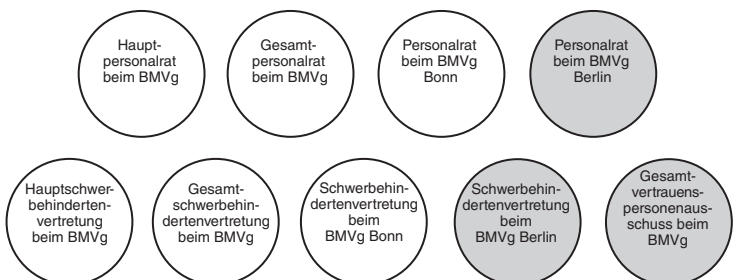 Haupt-
personalrat
beim BMVg
Gesamt-
personalrat
beim BMVg
Personalrat
beim BMVg
Bonn
Personalrat
beim BMVg
Berlin
Hauptschwer-
behinderten-
vertretung
beim BMVg
Gesamt-
schwerbehin-
dertenvertretung
beim BMVg
Schwerbehin-
dertenvertretung
beim
BMVg Bonn
Schwerbehin-
dertenvertretung
beim
BMVg Berlin
Gesamt-
vertrauens-
personenaus-
schuss beim
BMVg